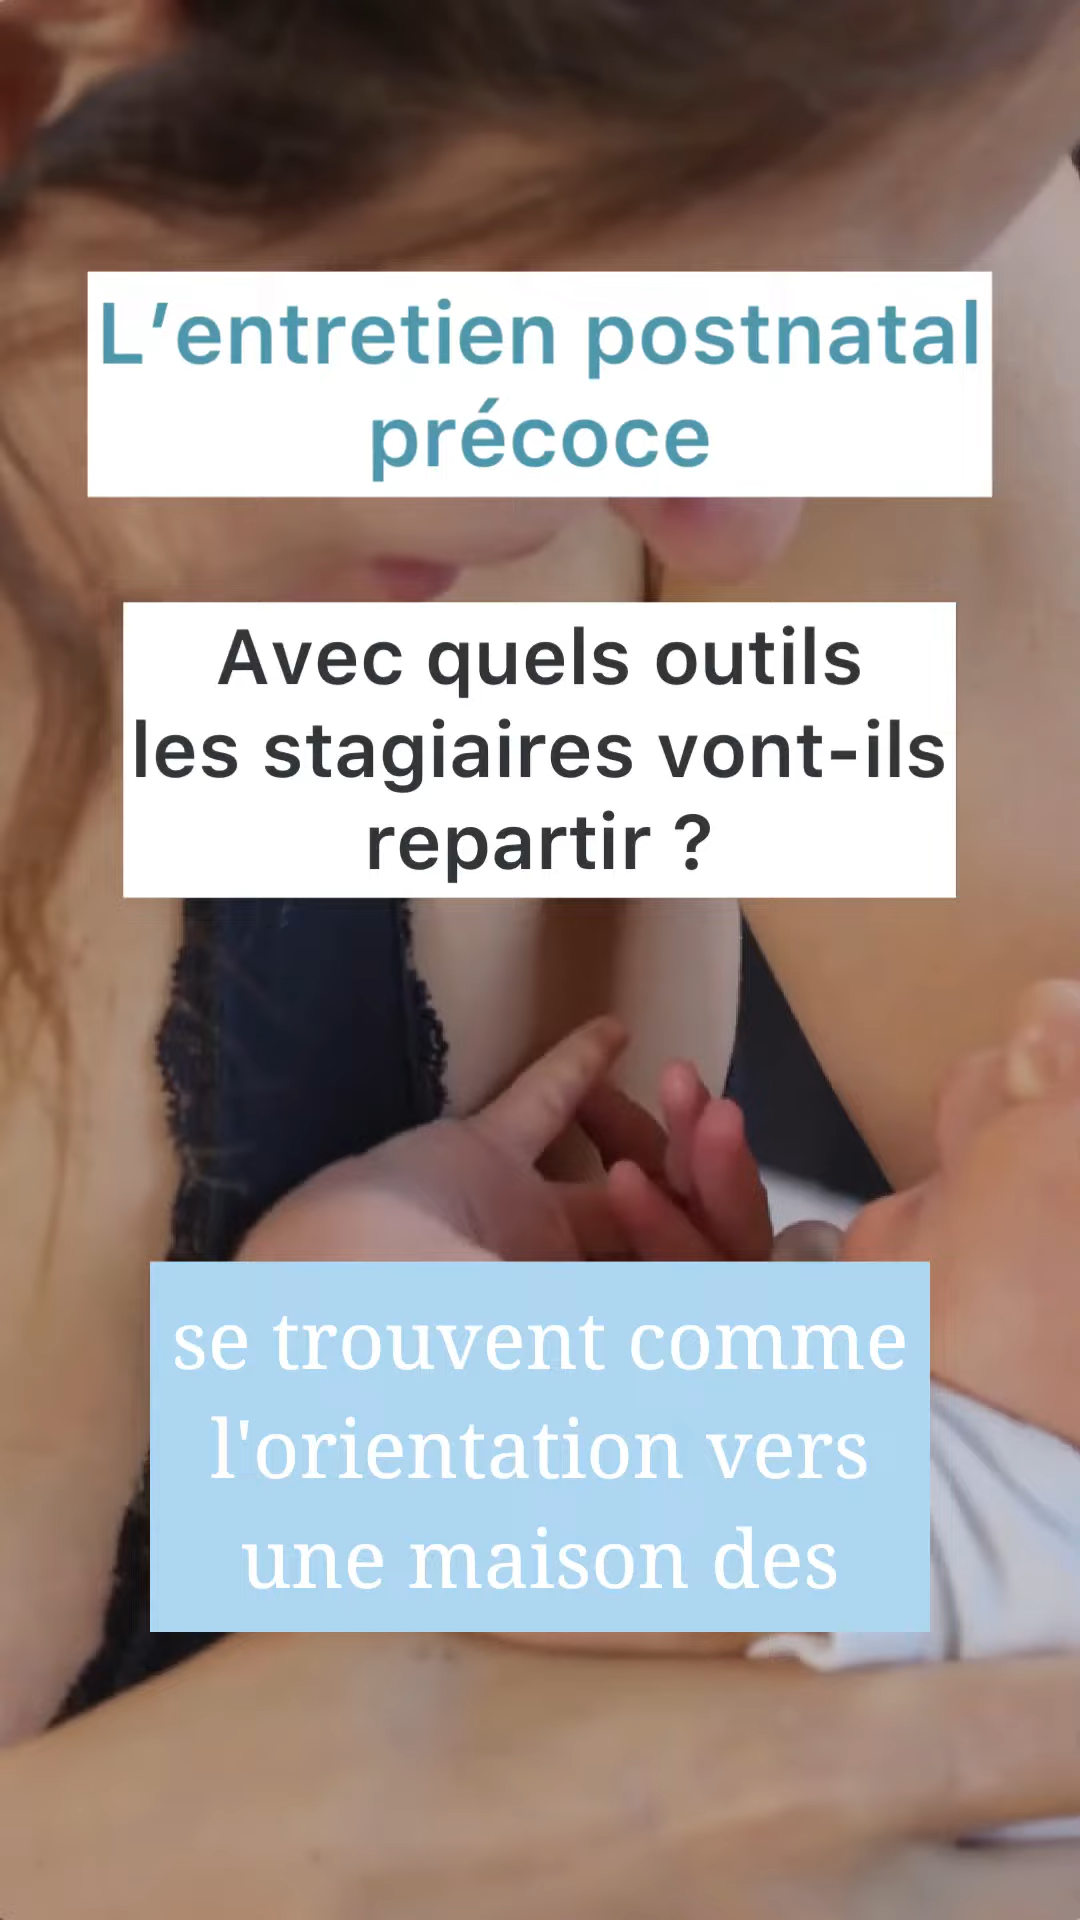 L’entretien postnatal
précoce
Avec quels outils
les stagiaires vont-ils
repartir ?
se trouvent comme
l'orientation vers
une maison des